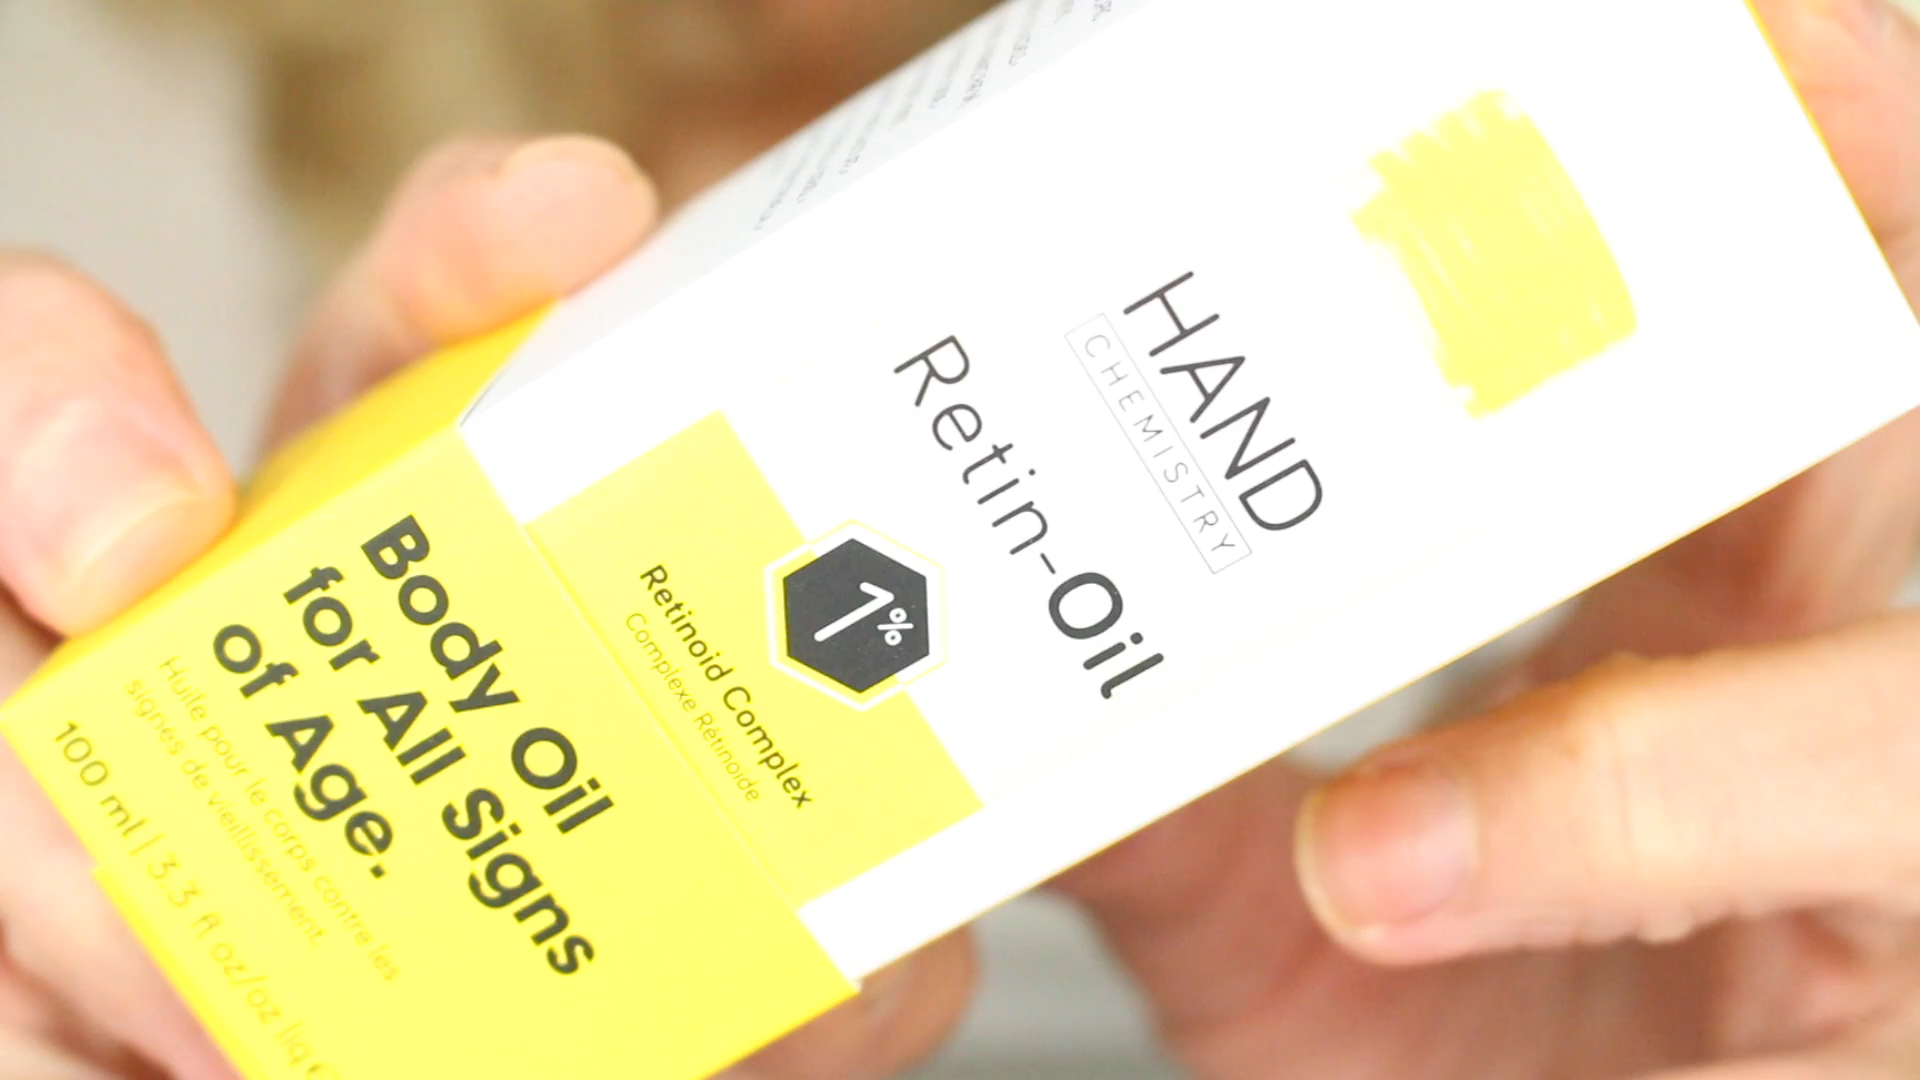 HAND
CHEMISTRY
Retin-Oil
1%
Retinoid Complex
Complexe Rétinoïde
Body Oil
for All Signs
of Age.
Huile pour le corps contre les
signes de vieillissement.
100 ml | 3.3 fl oz/oz liq